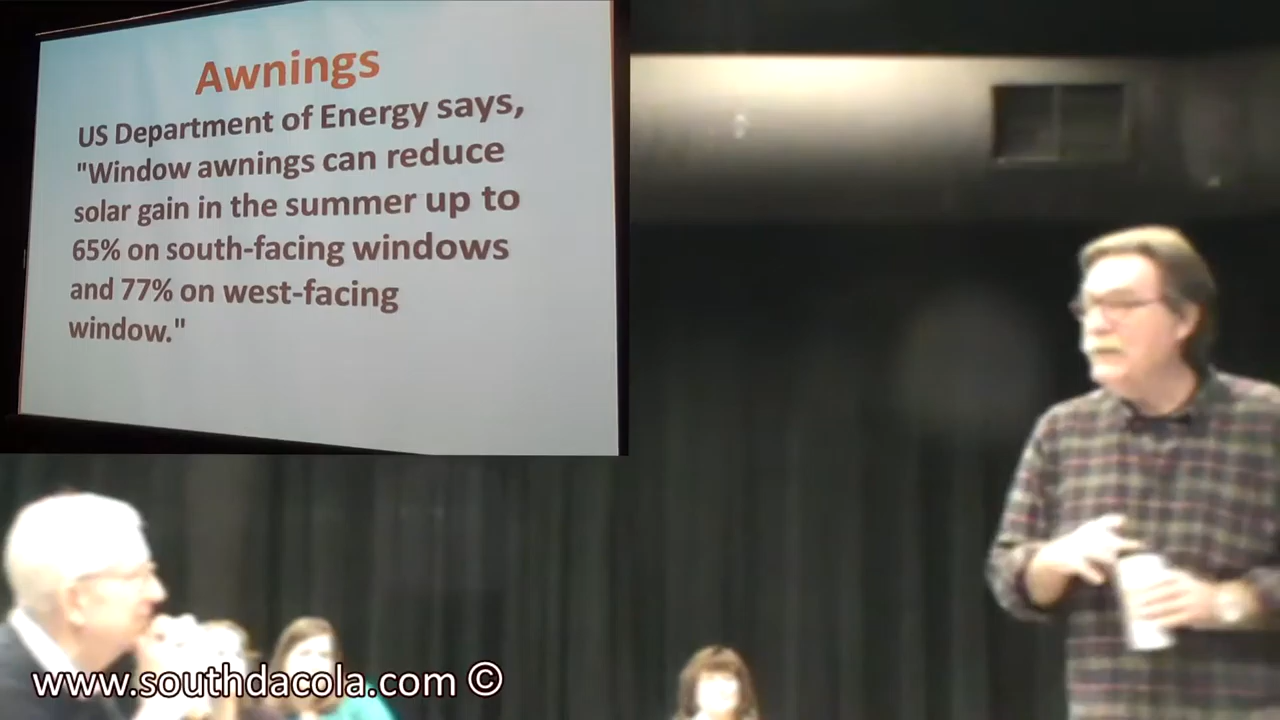 Awnings
US Department of Energy says,
"Window awnings can reduce
solar gain in the summer up to
65% on south-facing windows
and 77% on west-facing
window."
www.southdacola.com ©